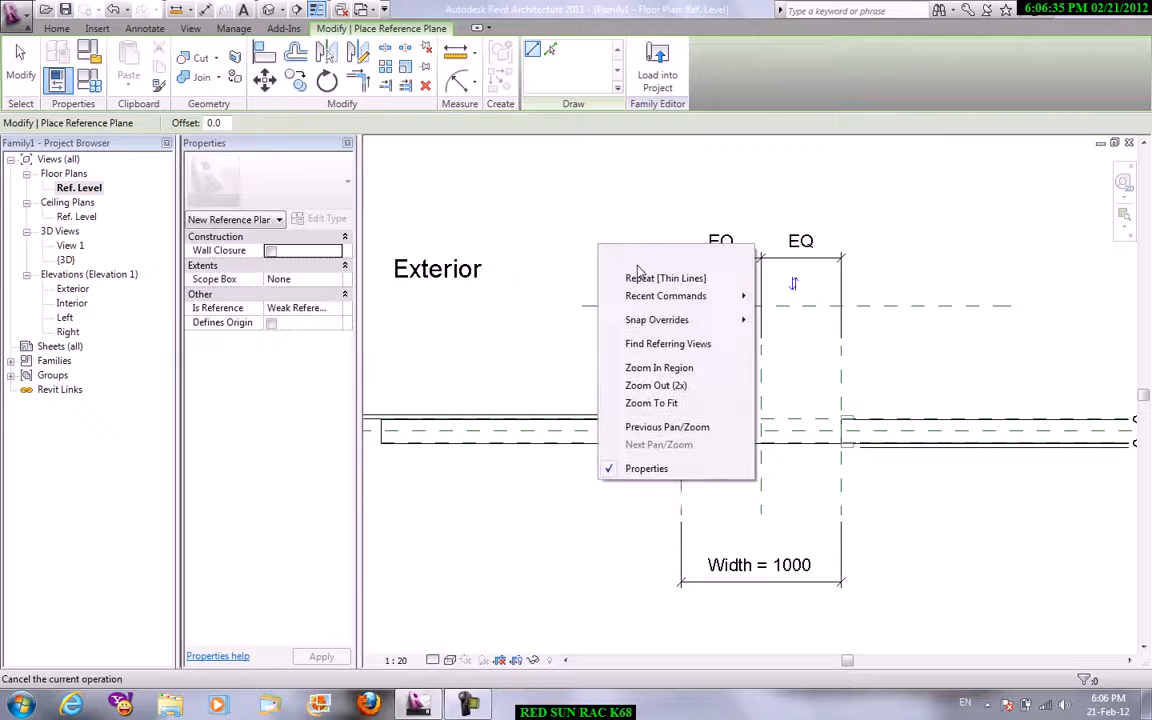 Autodesk Revit Architecture 2011 - [Family1 - Floor Plan: Ref. Level]
Type a keyword or phrase
6:06:35 PM 02/21/2012
Home Insert Annotate View Manage Add-Ins Modify | Place Reference Plane
Modify
Paste
Cut
Join
Load into
Project
Select Properties Clipboard Geometry Modify Measure Create Draw Family Editor
Modify | Place Reference Plane Offset: 0.0
Family1 - Project Browser
Views (all)
Floor Plans
Ref. Level
Ceiling Plans
Ref. Level
3D Views
View 1
{3D}
Elevations (Elevation 1)
Exterior
Interior
Left
Right
Sheets (all)
Families
Groups
Revit Links
Properties
New Reference Plan Edit Type
Construction
Wall Closure
Extents
Scope Box None
Other
Is Reference Weak Refere...
Defines Origin
Properties help Apply
Exterior
EQ EQ
Cancel
Repeat [Thin Lines]
Recent Commands
Snap Overrides
Find Referring Views
Zoom In Region
Zoom Out (2x)
Zoom To Fit
Previous Pan/Zoom
Next Pan/Zoom
Properties
Width = 1000
1 : 20
Cancel the current operation
:0
EN
6:06 PM
21-Feb-12
RED SUN RAC K68